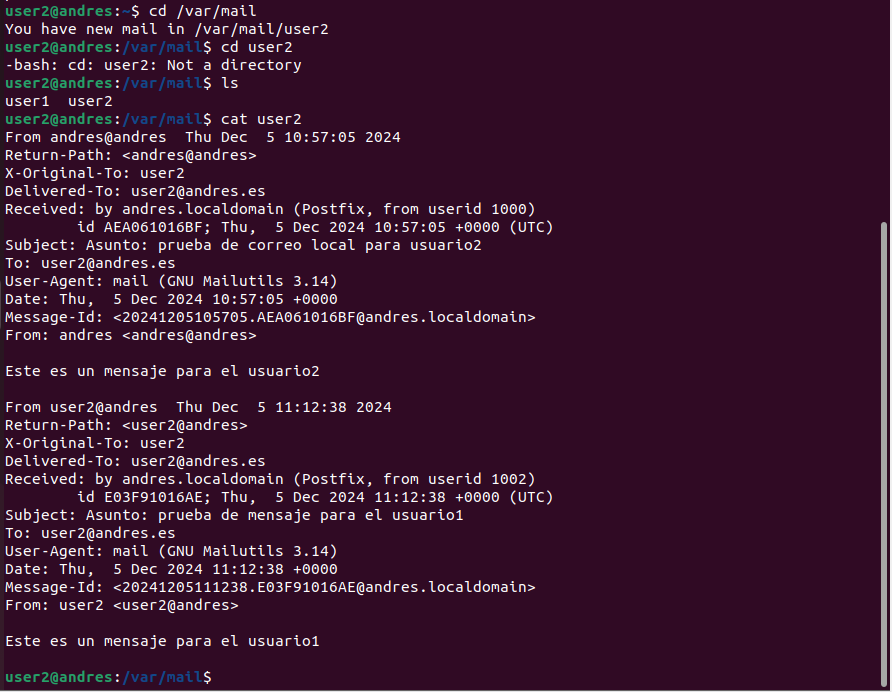 user2@andres:~$ cd /var/mail
You have new mail in /var/mail/user2
user2@andres:/var/mail$ cd user2
-bash: cd: user2: Not a directory
user2@andres:/var/mail$ ls
user1  user2
user2@andres:/var/mail$ cat user2
From andres@andres  Thu Dec  5 10:57:05 2024
Return-Path: <andres@andres>
X-Original-To: user2
Delivered-To: user2@andres.es
Received: by andres.localdomain (Postfix, from userid 1000)
        id AEA061016BF; Thu,  5 Dec 2024 10:57:05 +0000 (UTC)
Subject: Asunto: prueba de correo local para usuario2
To: user2@andres.es
User-Agent: mail (GNU Mailutils 3.14)
Date: Thu,  5 Dec 2024 10:57:05 +0000
Message-Id: <20241205105705.AEA061016BF@andres.localdomain>
From: andres <andres@andres>

Este es un mensaje para el usuario2

From user2@andres  Thu Dec  5 11:12:38 2024
Return-Path: <user2@andres>
X-Original-To: user2
Delivered-To: user2@andres.es
Received: by andres.localdomain (Postfix, from userid 1002)
        id E03F91016AE; Thu,  5 Dec 2024 11:12:38 +0000 (UTC)
Subject: Asunto: prueba de mensaje para el usuario1
To: user2@andres.es
User-Agent: mail (GNU Mailutils 3.14)
Date: Thu,  5 Dec 2024 11:12:38 +0000
Message-Id: <20241205111238.E03F91016AE@andres.localdomain>
From: user2 <user2@andres>

Este es un mensaje para el usuario1

user2@andres:/var/mail$